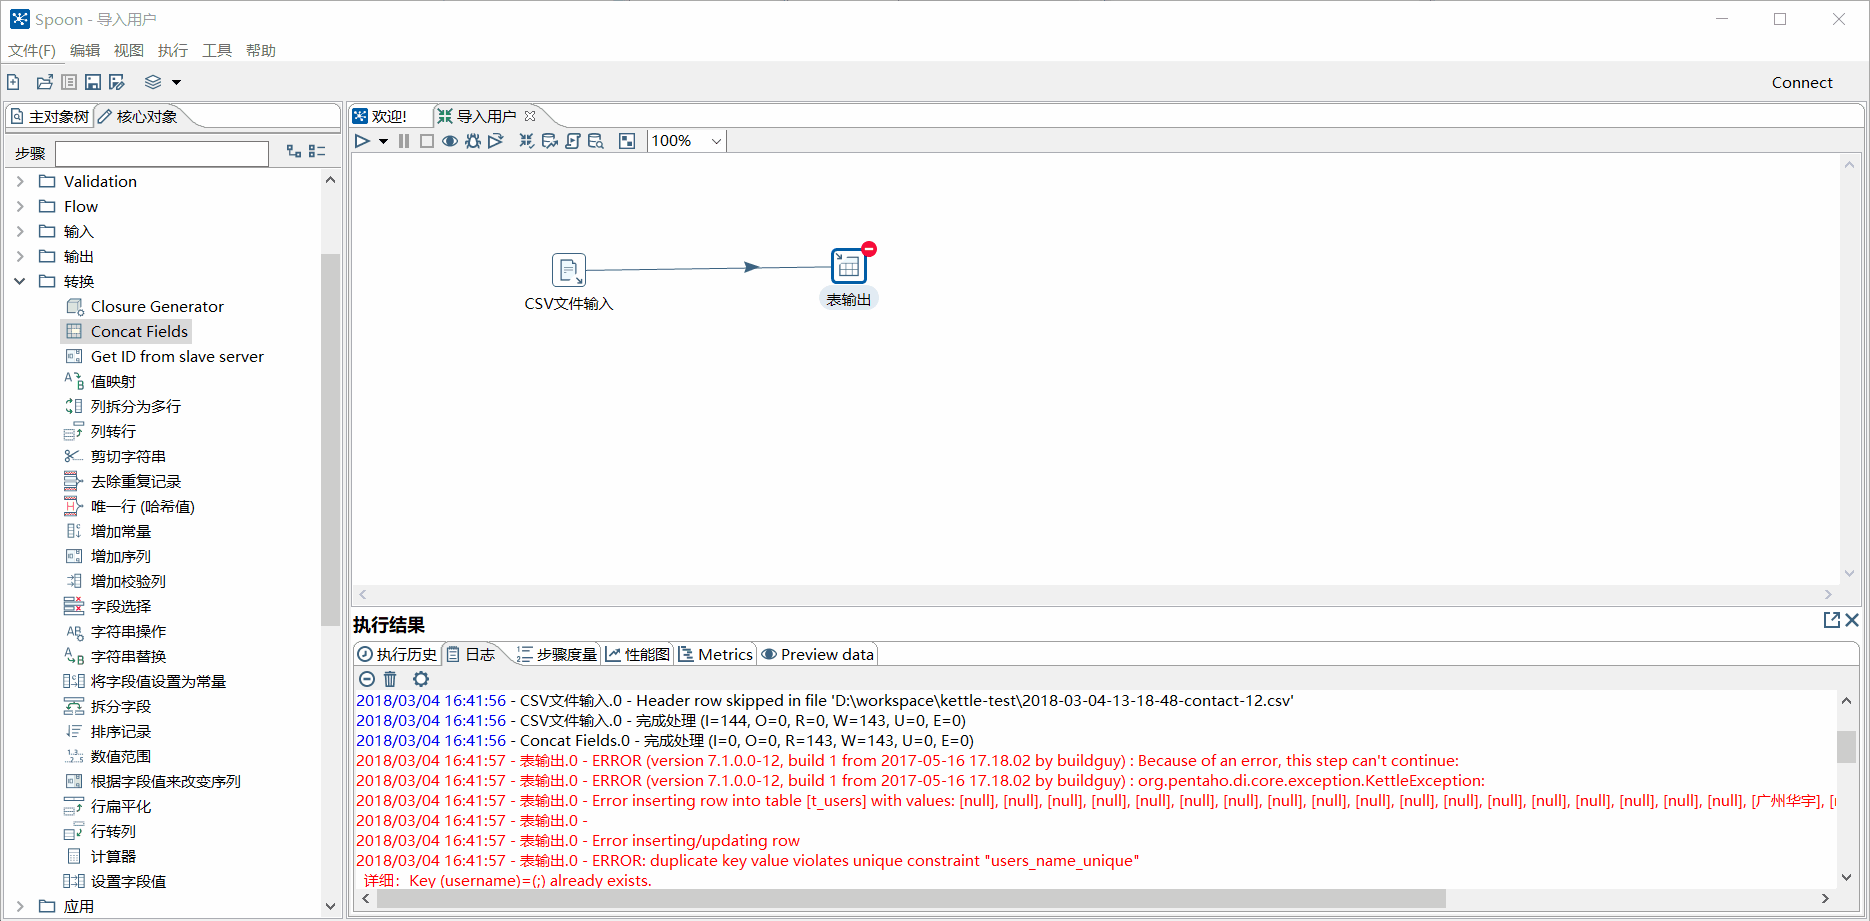 Spoon - 导入用户
文件(F) 编辑 视图 执行 工具 帮助
Connect
主对象树 核心对象
步骤
Validation
Flow
输入
输出
转换
Closure Generator
Concat Fields
Get ID from slave server
值映射
列拆分为多行
列转行
剪切字符串
去除重复记录
唯一行 (哈希值)
增加常量
增加序列
增加校验列
字段选择
字符串操作
字符串替换
将字段值设置为常量
拆分字段
排序记录
数值范围
根据字段值来改变序列
行扁平化
行转列
计算器
设置字段值
应用
欢迎! 导入用户
100%
CSV文件输入
表输出
执行结果
执行历史 日志 步骤度量 性能图 Metrics Preview data
2018/03/04 16:41:56 - CSV文件输入.0 - Header row skipped in file 'D:\workspace\kettle-test\2018-03-04-13-18-48-contact-12.csv'
2018/03/04 16:41:56 - CSV文件输入.0 - 完成处理 (I=144, O=0, R=0, W=143, U=0, E=0)
2018/03/04 16:41:56 - Concat Fields.0 - 完成处理 (I=0, O=0, R=143, W=143, U=0, E=0)
2018/03/04 16:41:57 - 表输出.0 - ERROR (version 7.1.0.0-12, build 1 from 2017-05-16 17.18.02 by buildguy) : Because of an error, this step can't continue:
2018/03/04 16:41:57 - 表输出.0 - ERROR (version 7.1.0.0-12, build 1 from 2017-05-16 17.18.02 by buildguy) : org.pentaho.di.core.exception.KettleException:
2018/03/04 16:41:57 - 表输出.0 - Error inserting row into table [t_users] with values: [null], [null], [null], [null], [null], [null], [null], [null], [null], [null], [null], [null], [null], [null], [null], [null], [null], [null], [广州华宇],
2018/03/04 16:41:57 - 表输出.0 -
2018/03/04 16:41:57 - 表输出.0 - Error inserting/updating row
2018/03/04 16:41:57 - 表输出.0 - ERROR: duplicate key value violates unique constraint "users_name_unique"
详细：Key (username)=(;) already exists.